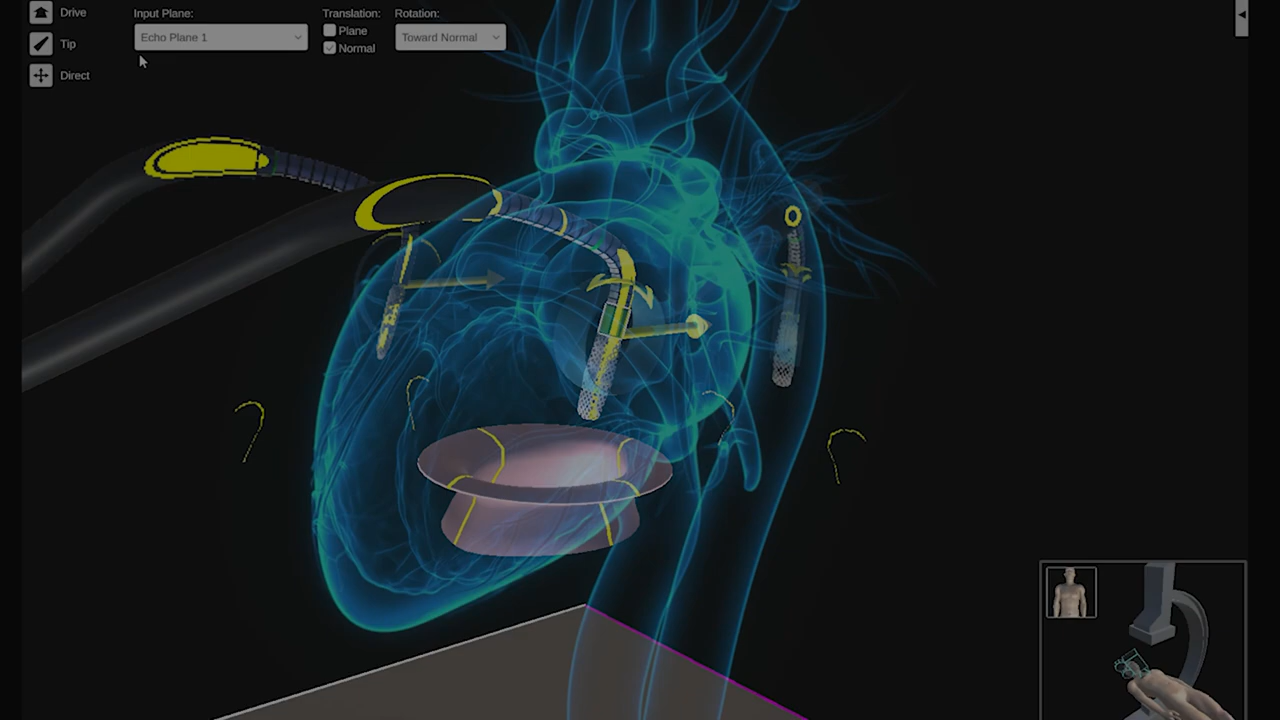 Drive
Tip
Direct
Input Plane:
Echo Plane 1
Translation:
Plane
Normal
Rotation:
Toward Normal